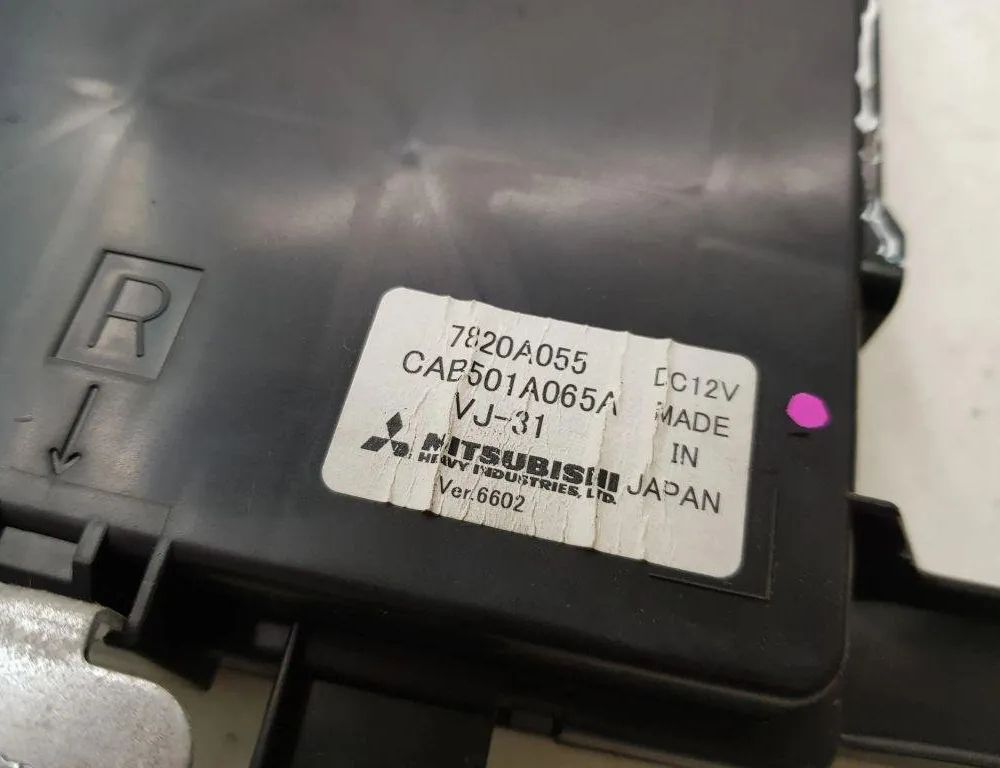 R
7820A055
CAB501A065A
VJ-31
MITSUBISHI
HEAVY INDUSTRIES, LTD.
Ver.6602
DC12V
MADE
IN
JAPAN